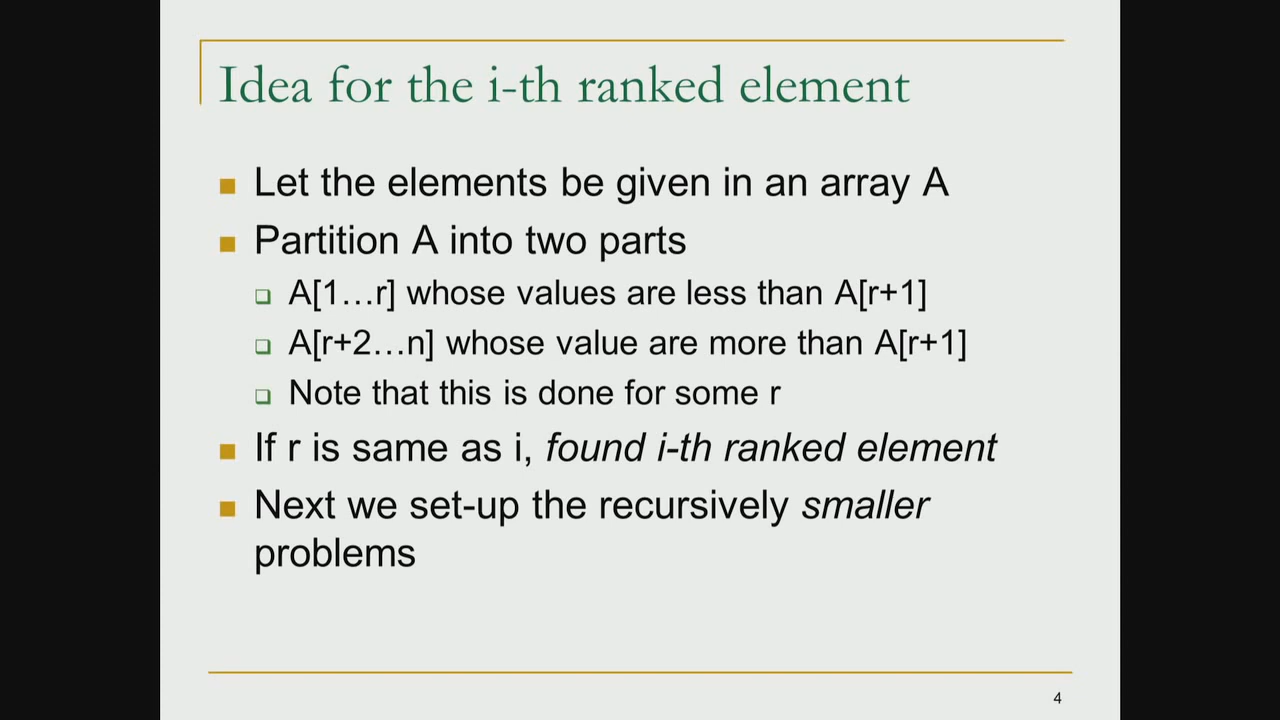 Idea for the i-th ranked element
Let the elements be given in an array A
Partition A into two parts
A[1…r] whose values are less than A[r+1]
A[r+2…n] whose value are more than A[r+1]
Note that this is done for some r
If r is same as i, found i-th ranked element
Next we set-up the recursively smaller
problems
4